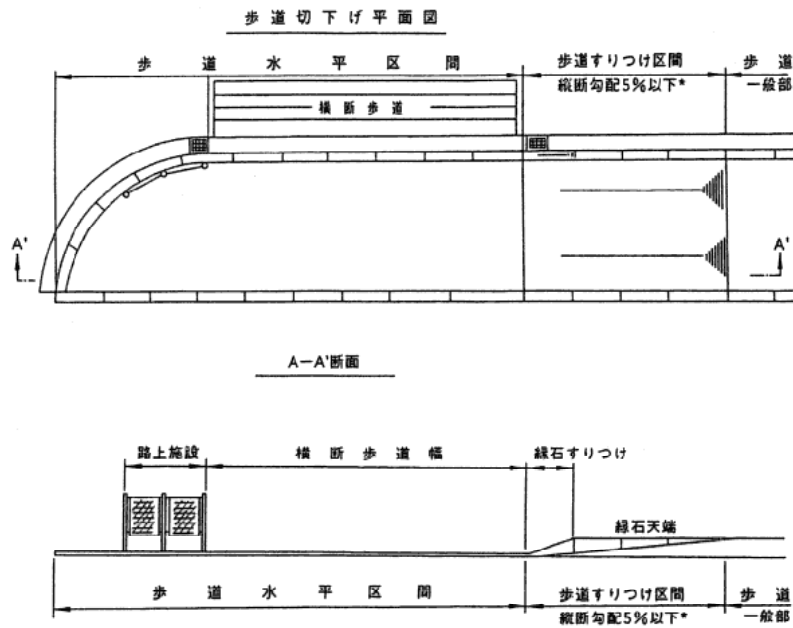 歩道切下げ平面図
歩道水平区間
歩道すりつけ区間
縦断勾配5%以下*
歩道
一般部
横断歩道
A'
A'
A－A'断面
路上施設
横断歩道幅
縁石すりつけ
縁石天端
歩道水平区間
歩道すりつけ区間
縦断勾配5%以下*
歩道
一般部